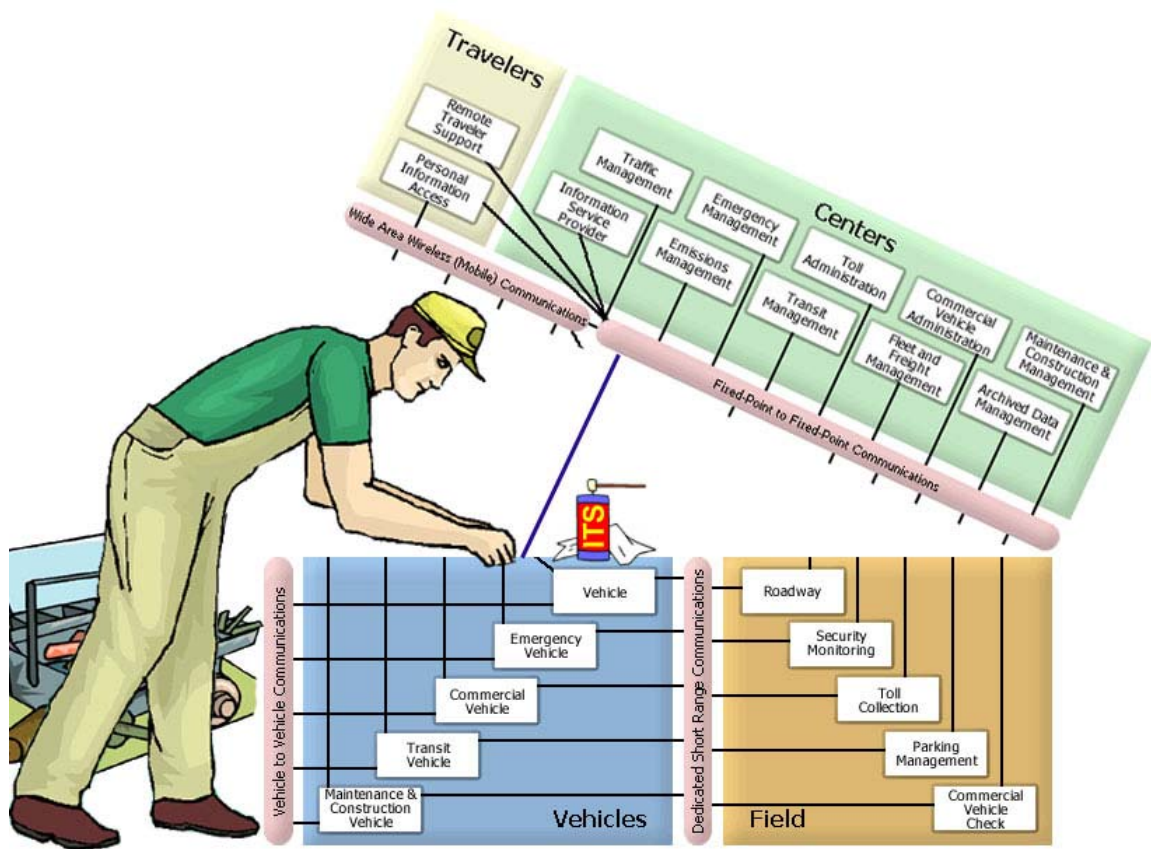 Travelers
Remote
Traveler
Support
Personal
Information
Access
Wide Area Wireless (Mobile) Communications
Centers
Traffic
Management
Information
Service
Provider
Emergency
Management
Emissions
Management
Toll
Administration
Transit
Management
Commercial
Vehicle
Administration
Fleet and
Freight
Management
Maintenance &
Construction
Management
Archived Data
Management
Fixed-Point to Fixed-Point Communications
ITS
Vehicle to Vehicle Communications
Vehicle
Emergency
Vehicle
Commercial
Vehicle
Transit
Vehicle
Maintenance &
Construction
Vehicle
Vehicles
Dedicated Short Range Communications
Roadway
Security
Monitoring
Toll
Collection
Parking
Management
Commercial
Vehicle
Check
Field